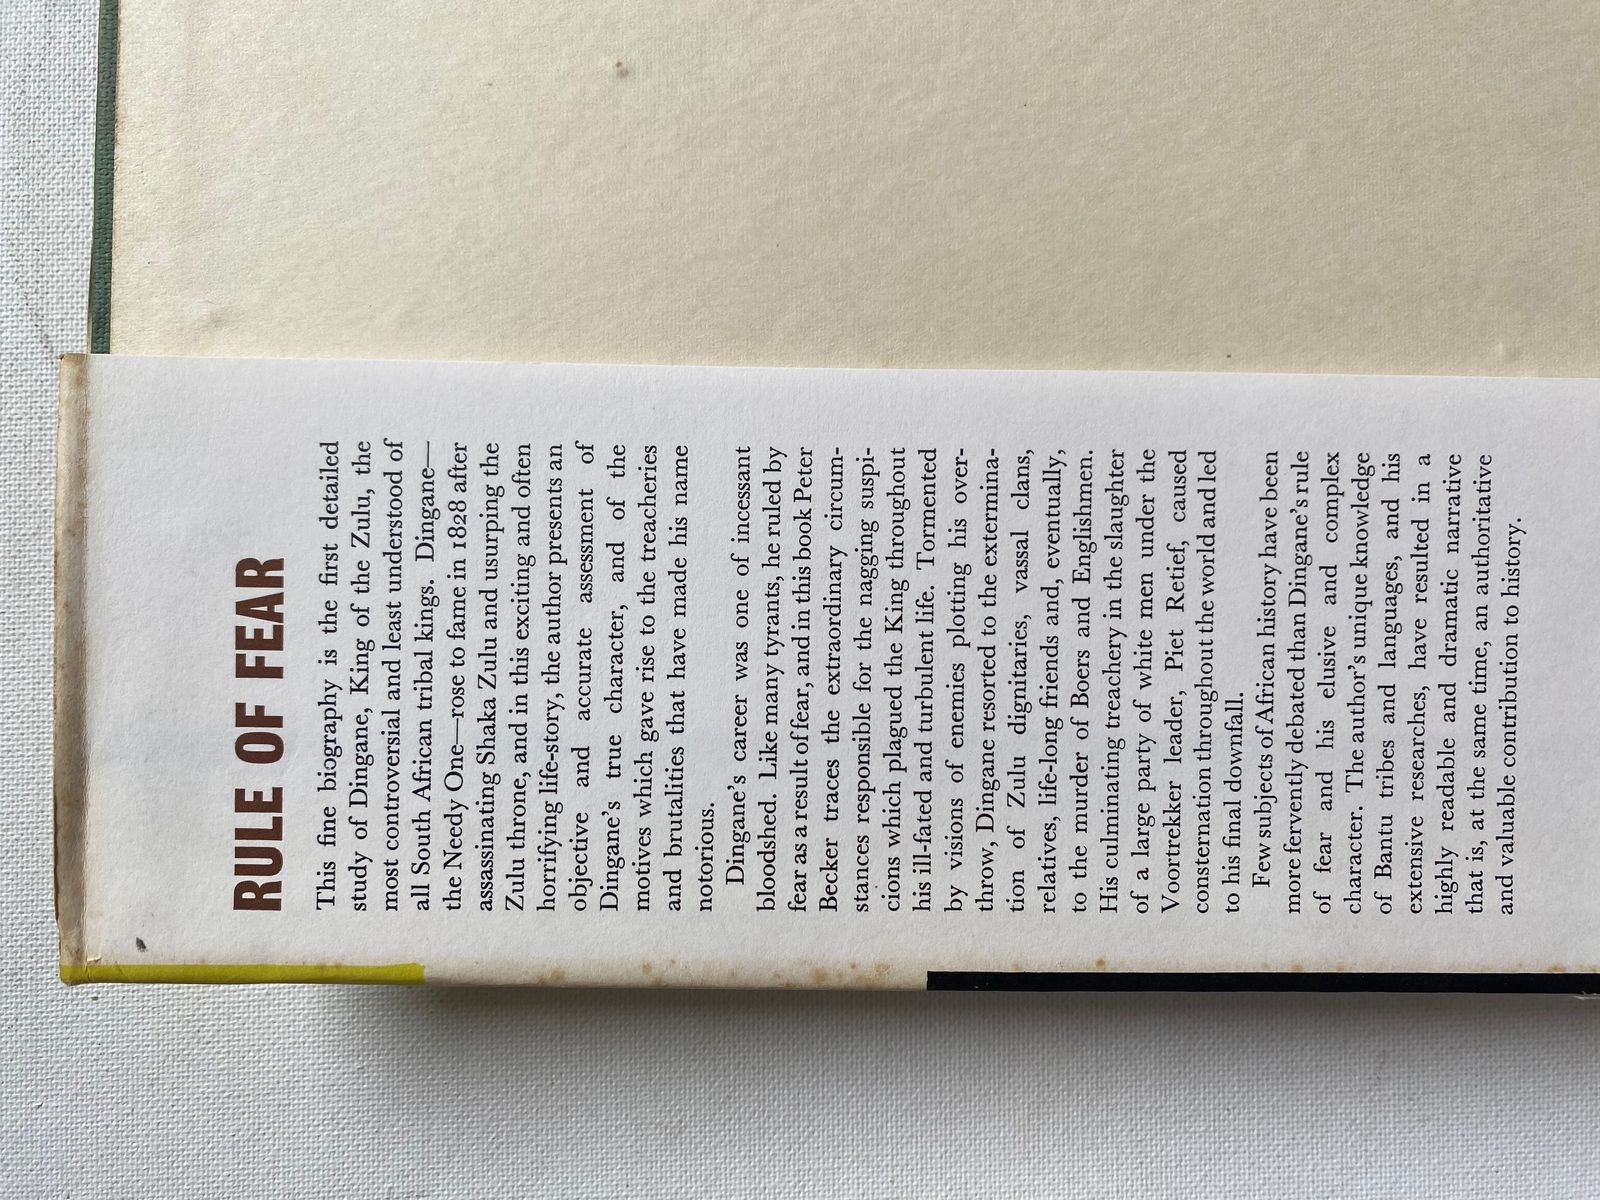 RULE OF FEAR
This fine biography is the first detailed
study of Dingane, King of the Zulu, the
most controversial and least understood of
all South African tribal kings. Dingane—
the Needy One—rose to fame in 1828 after
assassinating Shaka Zulu and usurping the
Zulu throne, and in this exciting and often
horrifying life-story, the author presents an
objective and accurate assessment of
Dingane's true character, and of the
motives which gave rise to the treacheries
and brutalities that have made his name
notorious.
Dingane's career was one of incessant
bloodshed. Like many tyrants, he ruled by
fear as a result of fear, and in this book Peter
Becker traces the extraordinary circum-
stances responsible for the nagging suspi-
cions which plagued the King throughout
his ill-fated and turbulent life. Tormented
by visions of enemies plotting his over-
throw, Dingane resorted to the extermina-
tion of Zulu dignitaries, vassal clans,
relatives, life-long friends and, eventually,
to the murder of Boers and Englishmen.
His culminating treachery in the slaughter
of a large party of white men under the
Voortrekker leader, Piet Retief, caused
consternation throughout the world and led
to his final downfall.
Few subjects of African history have been
more fervently debated than Dingane's rule
of fear and his elusive and complex
character. The author's unique knowledge
of Bantu tribes and languages, and his
extensive researches, have resulted in a
highly readable and dramatic narrative
that is, at the same time, an authoritative
and valuable contribution to history.